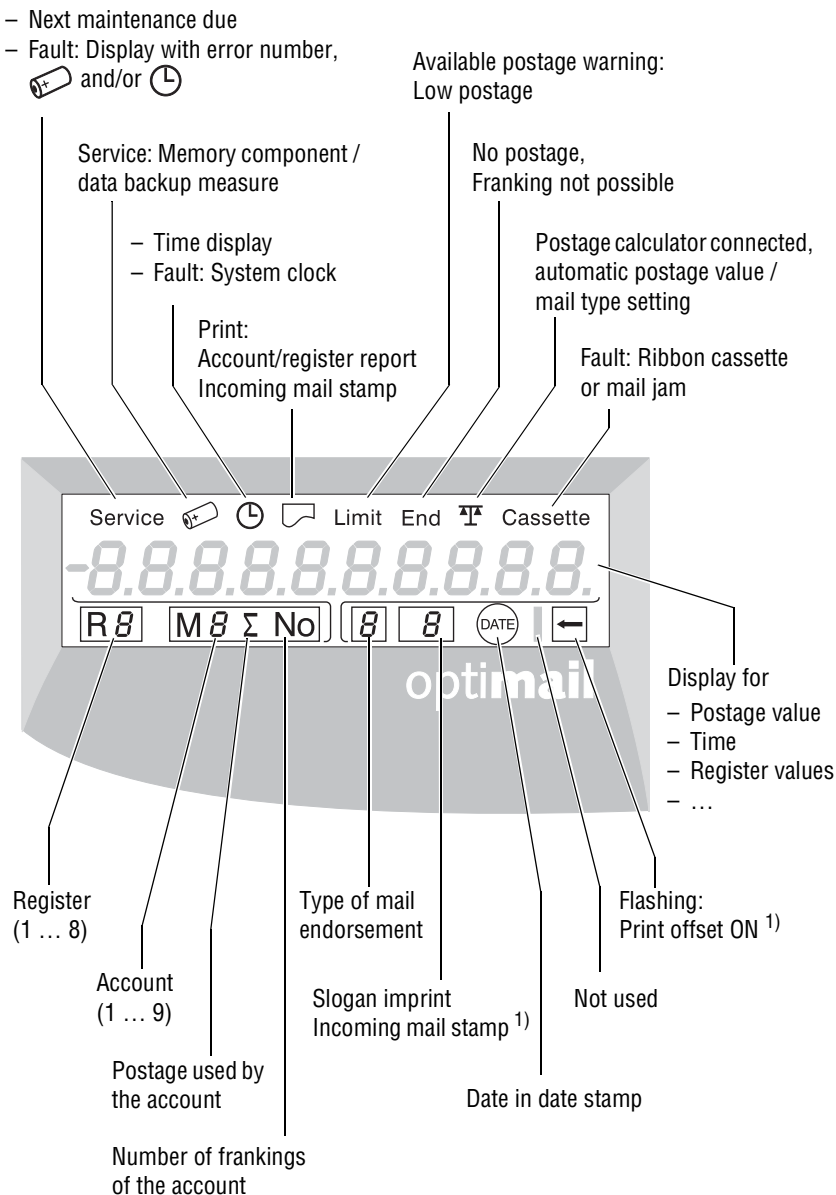 – Next maintenance due
– Fault: Display with error number,
and/or
Available postage warning:
Low postage
Service: Memory component /
data backup measure
No postage,
Franking not possible
– Time display
– Fault: System clock
Postage calculator connected,
automatic postage value /
mail type setting
Print:
Account/register report
Incoming mail stamp
Fault: Ribbon cassette
or mail jam
Service Limit End Cassette
-8.8.8.8.8.8.8.8.8.8.
R8 M8 Σ No 8 8 DATE ←
optimail
Display for
– Postage value
– Time
– Register values
– …
Register
(1 … 8)
Type of mail
endorsement
Flashing:
Print offset ON 1)
Account
(1 … 9)
Slogan imprint
Incoming mail stamp 1)
Not used
Postage used by
the account
Date in date stamp
Number of frankings
of the account